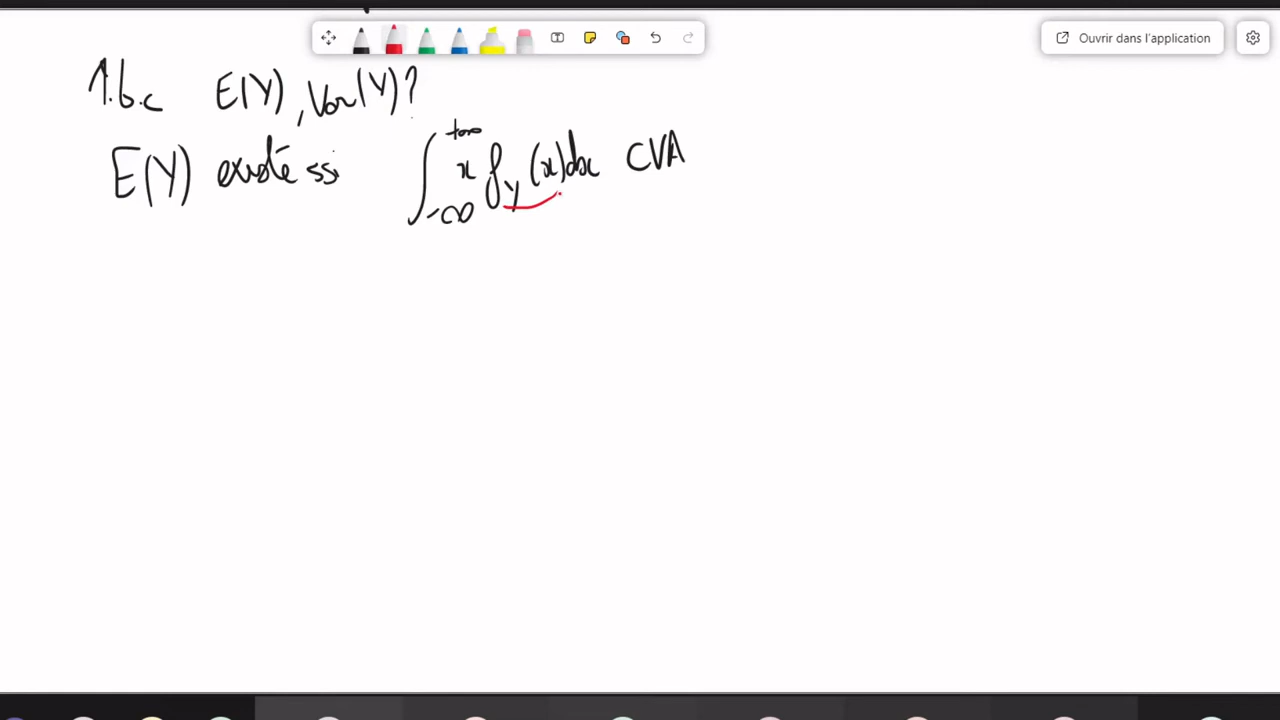 Ouvrir dans l'application
1.b.c E(Y), Var(Y)?
E(Y) existe ssi ∫_{-∞}^{+∞} x f_Y(x)dx CVA